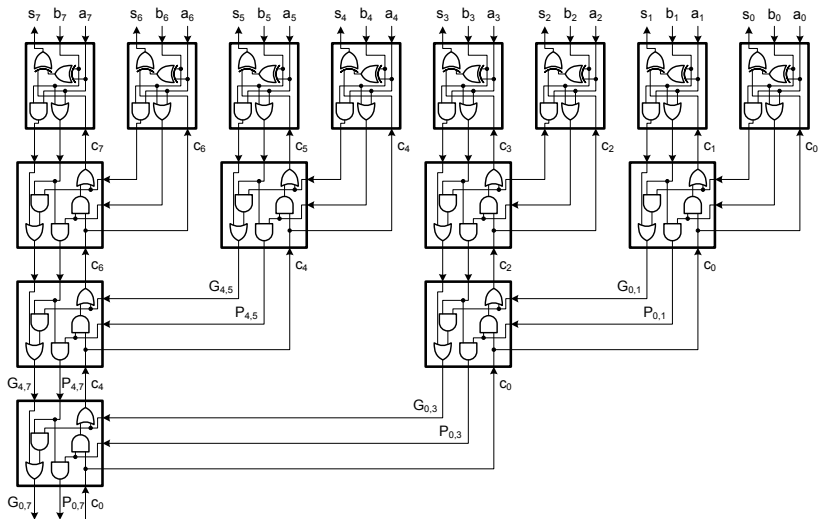 s7 b7 a7 s6 b6 a6 s5 b5 a5 s4 b4 a4 s3 b3 a3 s2 b2 a2 s1 b1 a1 s0 b0 a0
c7 c6 c5 c4 c3 c2 c1 c0
c6 c4 c2 c0
G4,5 G0,1
P4,5 P0,1
G4,7 P4,7 c4 c0
G0,3
P0,3
G0,7 P0,7 c0